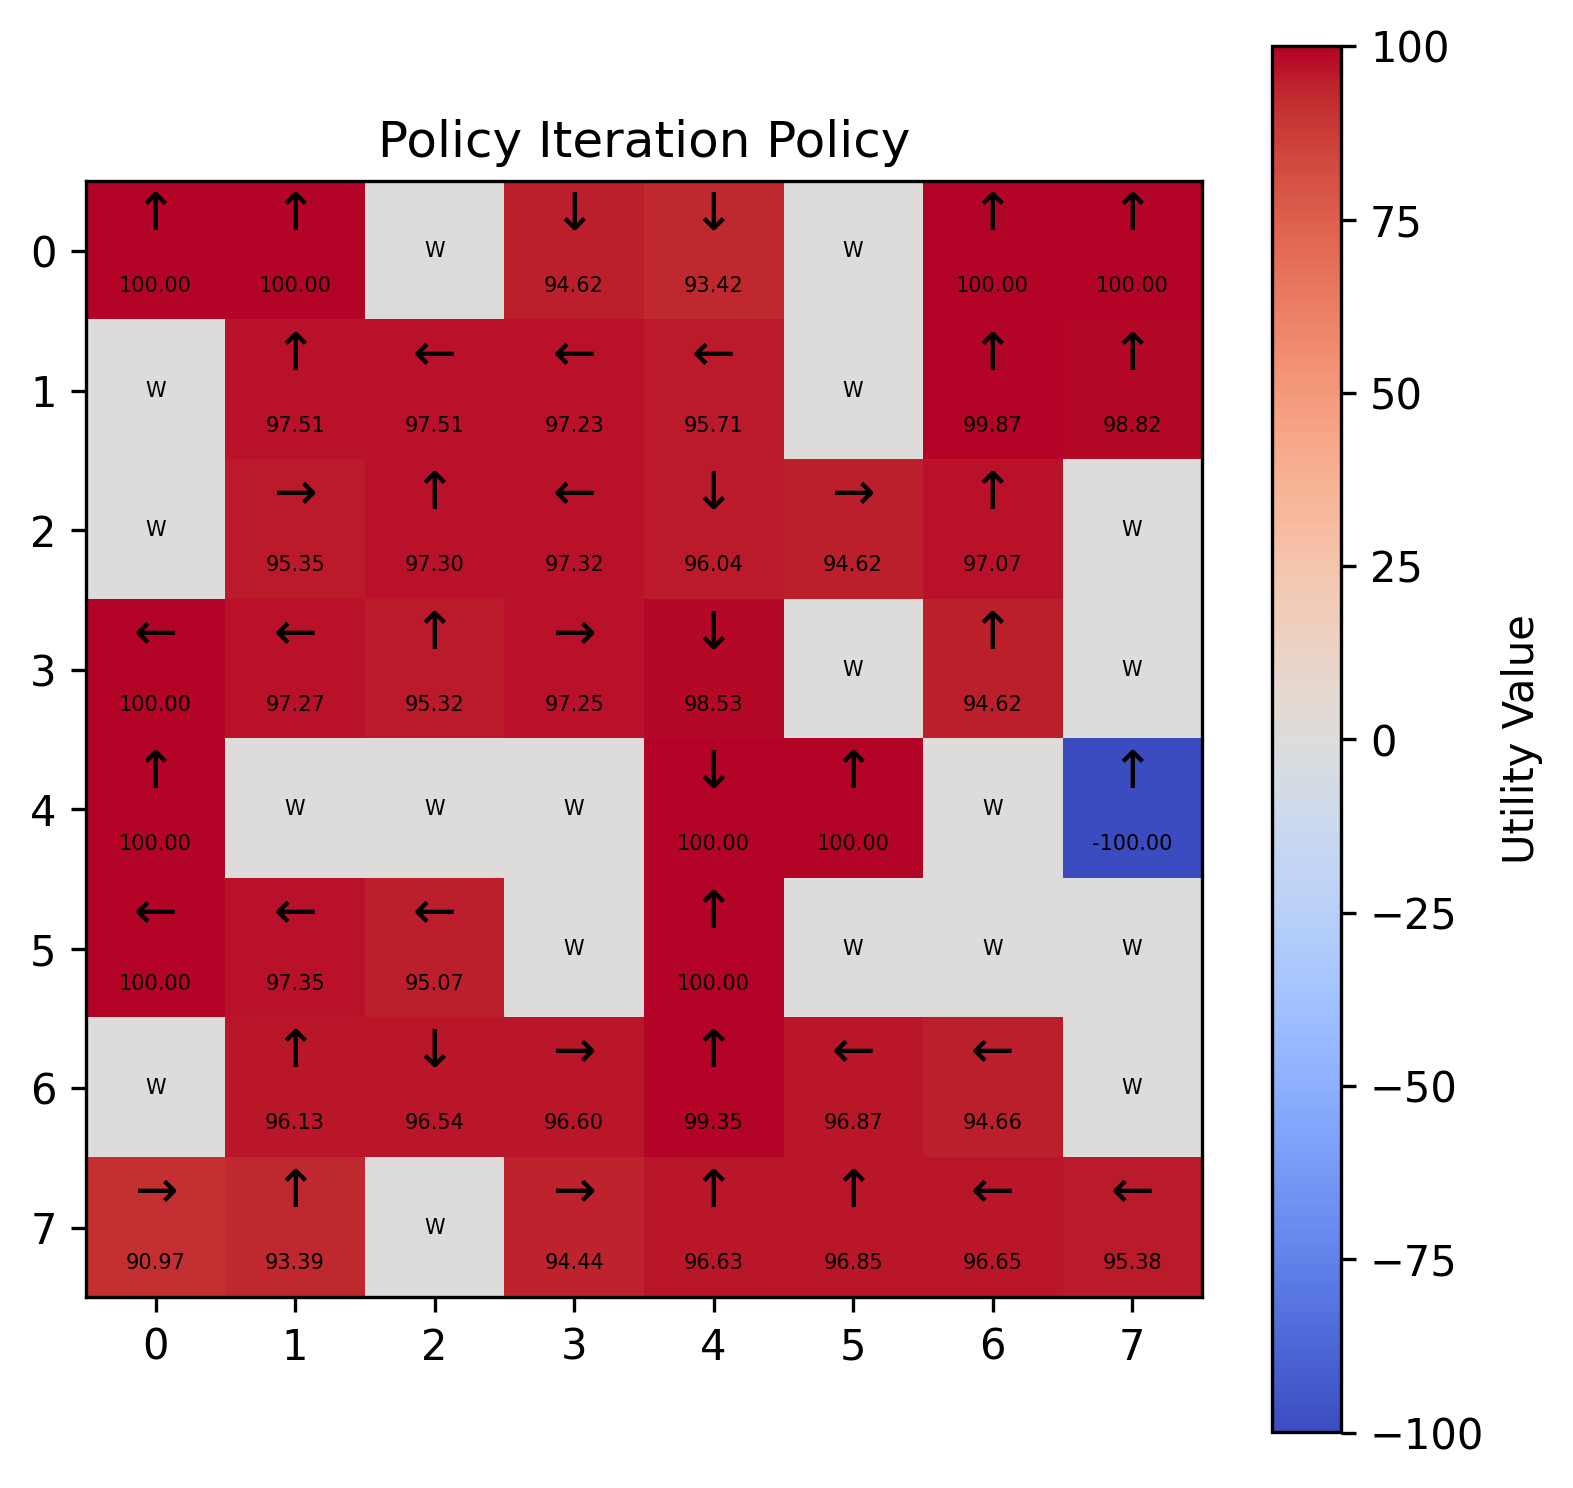 Policy Iteration Policy
0 ↑ ↑ W ↓ ↓ W ↑ ↑
100.00 100.00 94.62 93.42 100.00 100.00
1 W ↑ ← ← ← W ↑ ↑
97.51 97.51 97.23 95.71 99.87 98.82
2 W → ↑ ← ↓ → ↑ W
95.35 97.30 97.32 96.04 94.62 97.07
3 ← ← ↑ → ↓ W ↑ W
100.00 97.27 95.32 97.25 98.53 94.62
4 ↑ W W W ↓ ↑ W ↑
100.00 100.00 100.00 -100.00
5 ← ← ← W ↑ W W W
100.00 97.35 95.07 100.00
6 W ↑ ↓ → ↑ ← ← W
96.13 96.54 96.60 99.35 96.87 94.66
7 → ↑ W → ↑ ↑ ← ←
90.97 93.39 94.44 96.63 96.85 96.65 95.38
0 1 2 3 4 5 6 7
100
75
50
25
0
−25
−50
−75
−100
Utility Value